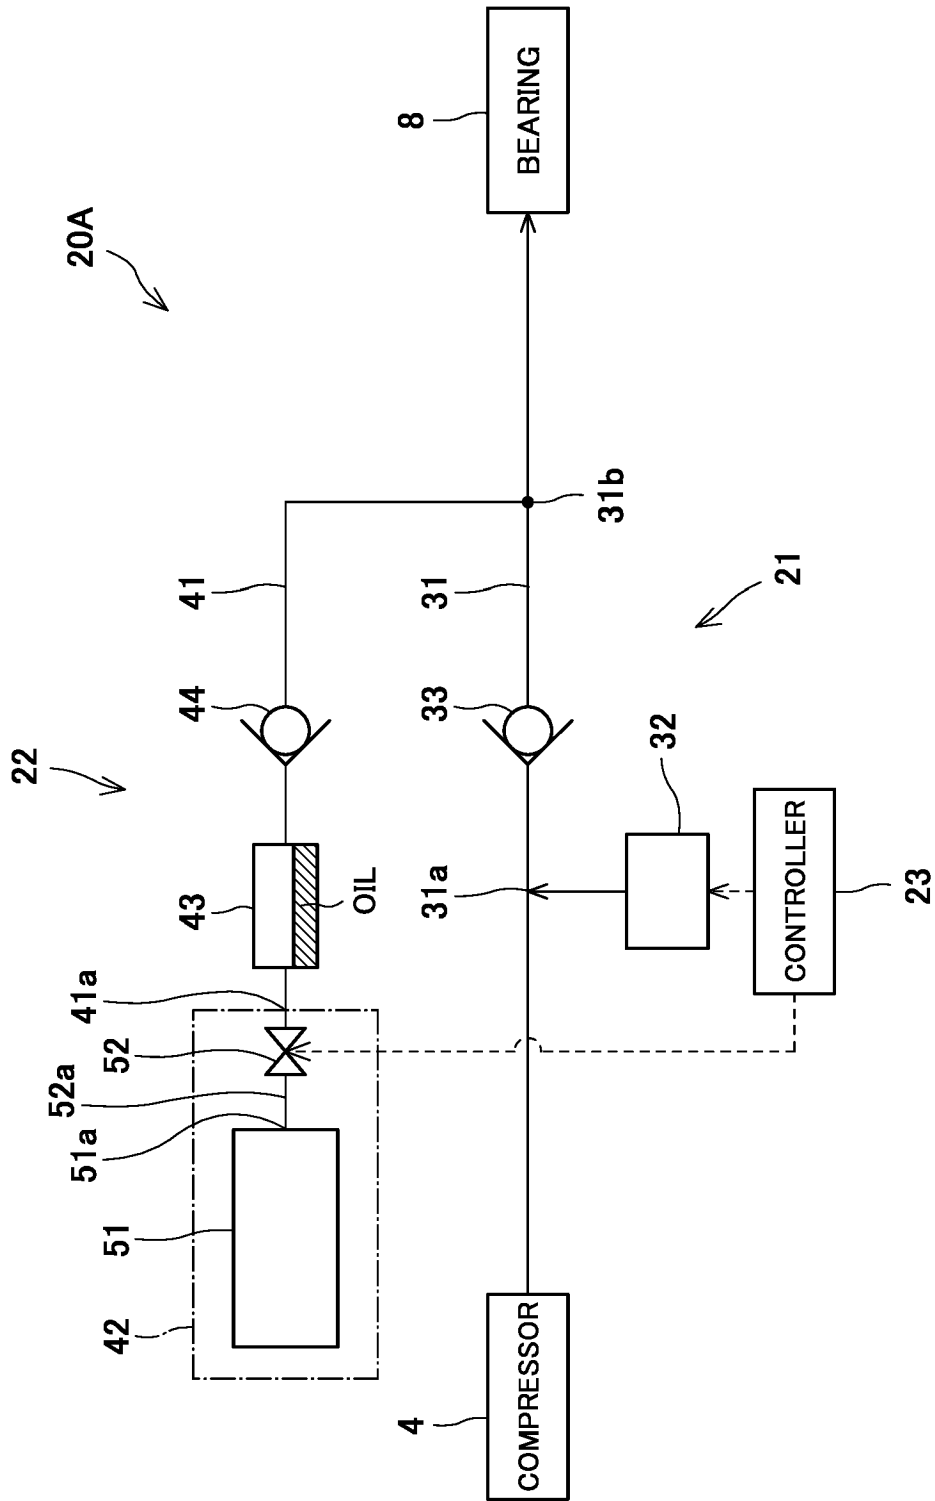 20A
22
42
51
51a
52a
52
41a
43
OIL
44
41
4
COMPRESSOR
31a
33
31
31b
8
BEARING
32
21
CONTROLLER
23